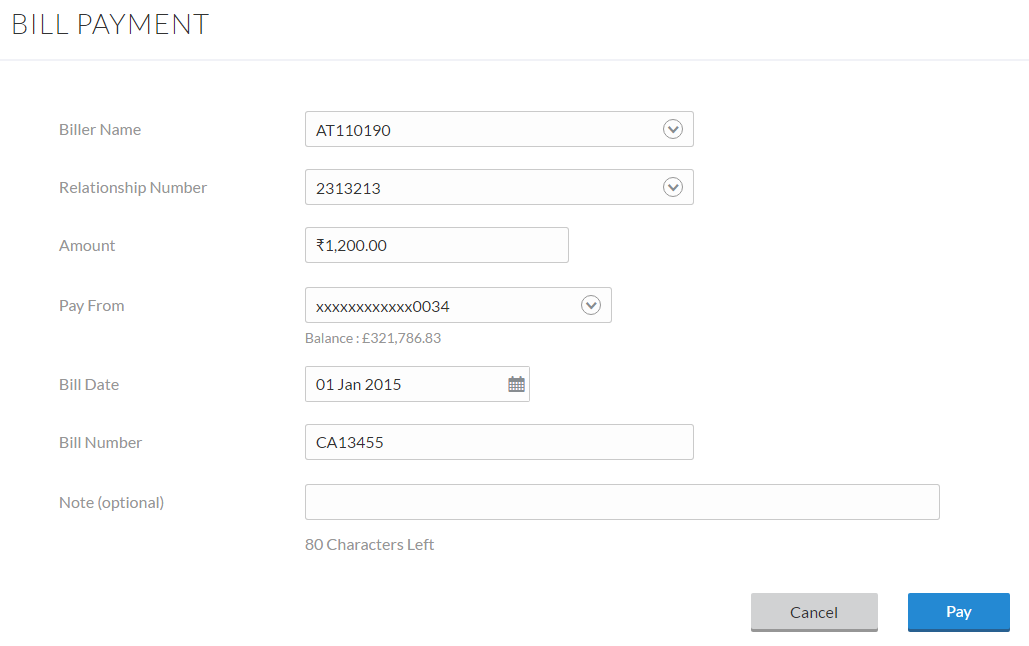 BILL PAYMENT
Biller Name AT110190
Relationship Number 2313213
Amount ₹1,200.00
Pay From xxxxxxxxxxxx0034
Balance : £321,786.83
Bill Date 01 Jan 2015
Bill Number CA13455
Note (optional)
80 Characters Left
Cancel Pay